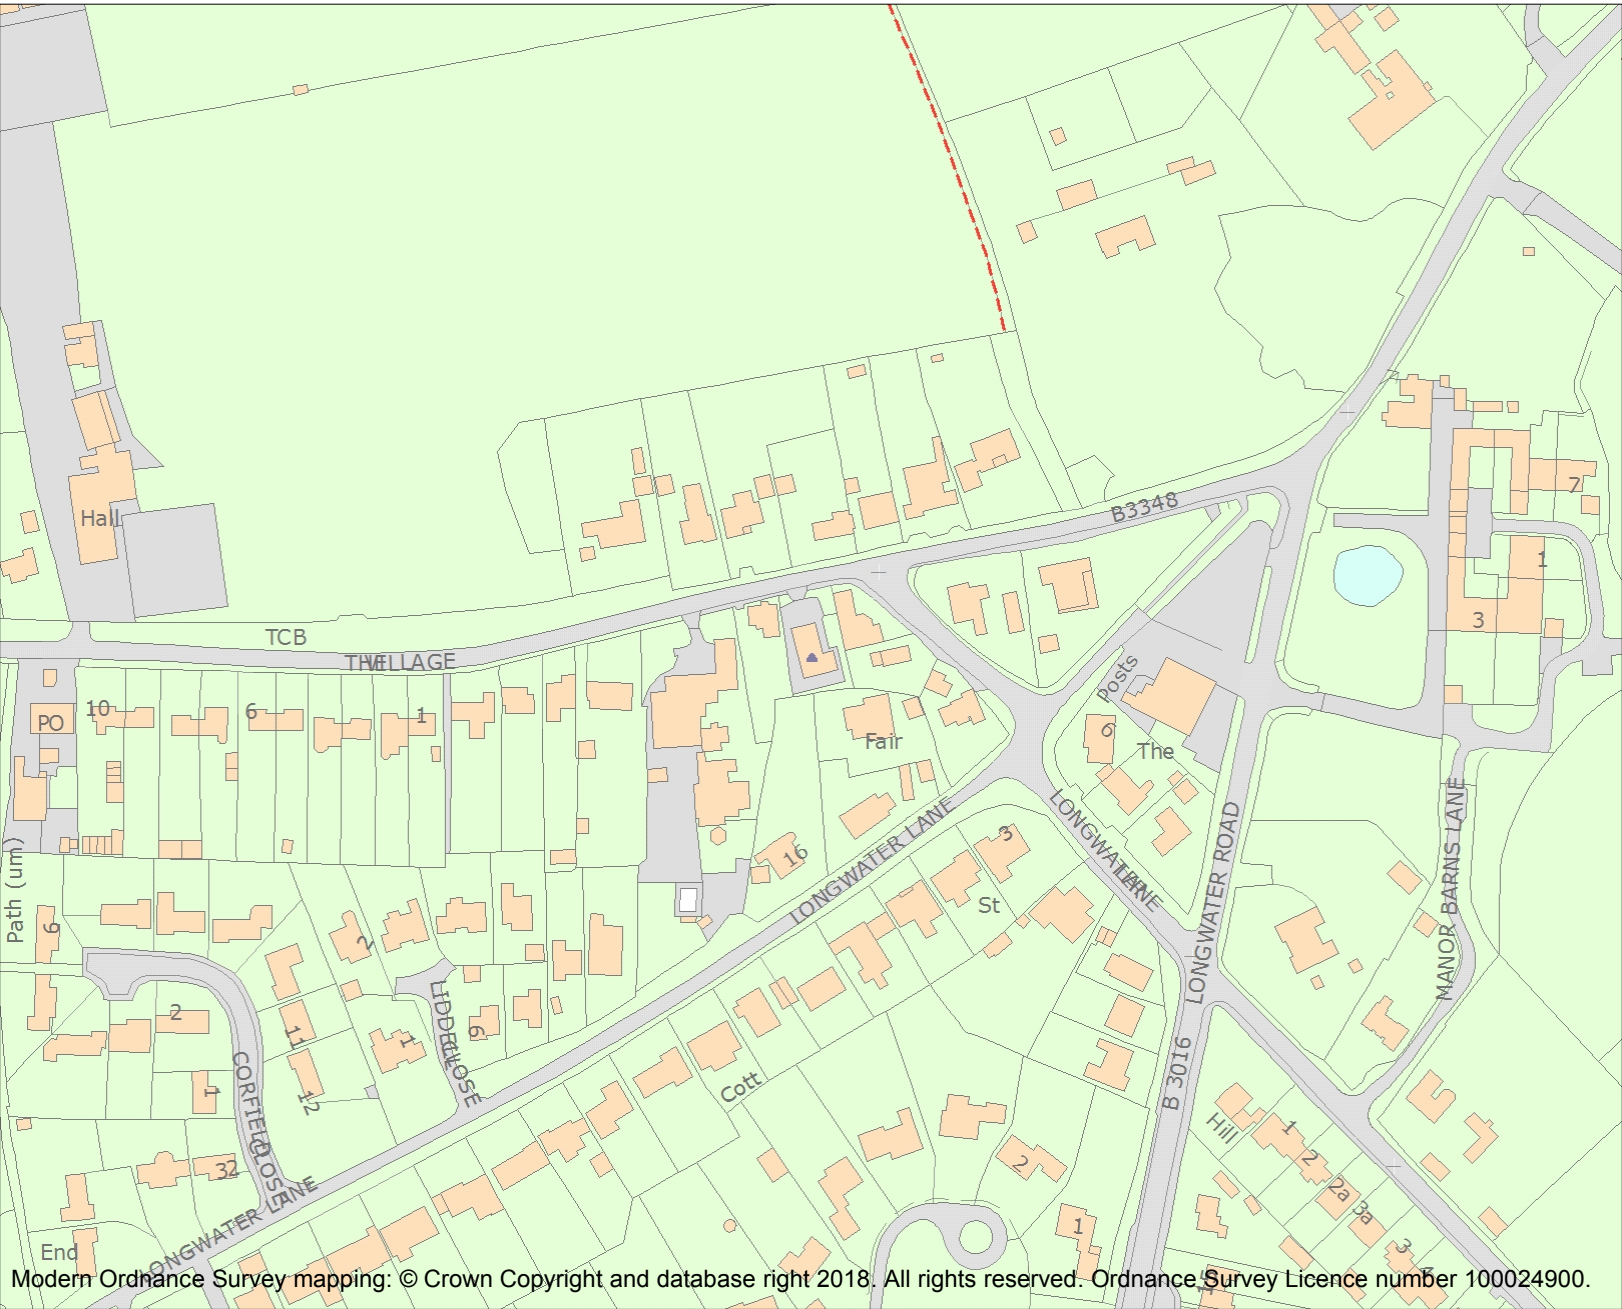 B3348
Hall
TCB
THE
VILLAGE
PO
10
6
1
7
1
3
Posts
6
The
Fair
LONGWATER
LANE
LONGWATER LANE
16
3
St
LONGWATER ROAD
MANOR BARNS LANE
Path (um)
6
2
2
11
12
1
1
LIDDELL
CLOSE
9
CORFIELD
CLOSE
32
Cott
B 3016
Hill
1
2
2a
3a
3
4
2
1
15
LONGWATER LANE
End
Modern Ordnance Survey mapping: © Crown Copyright and database right 2018. All rights reserved. Ordnance Survey Licence number 100024900.